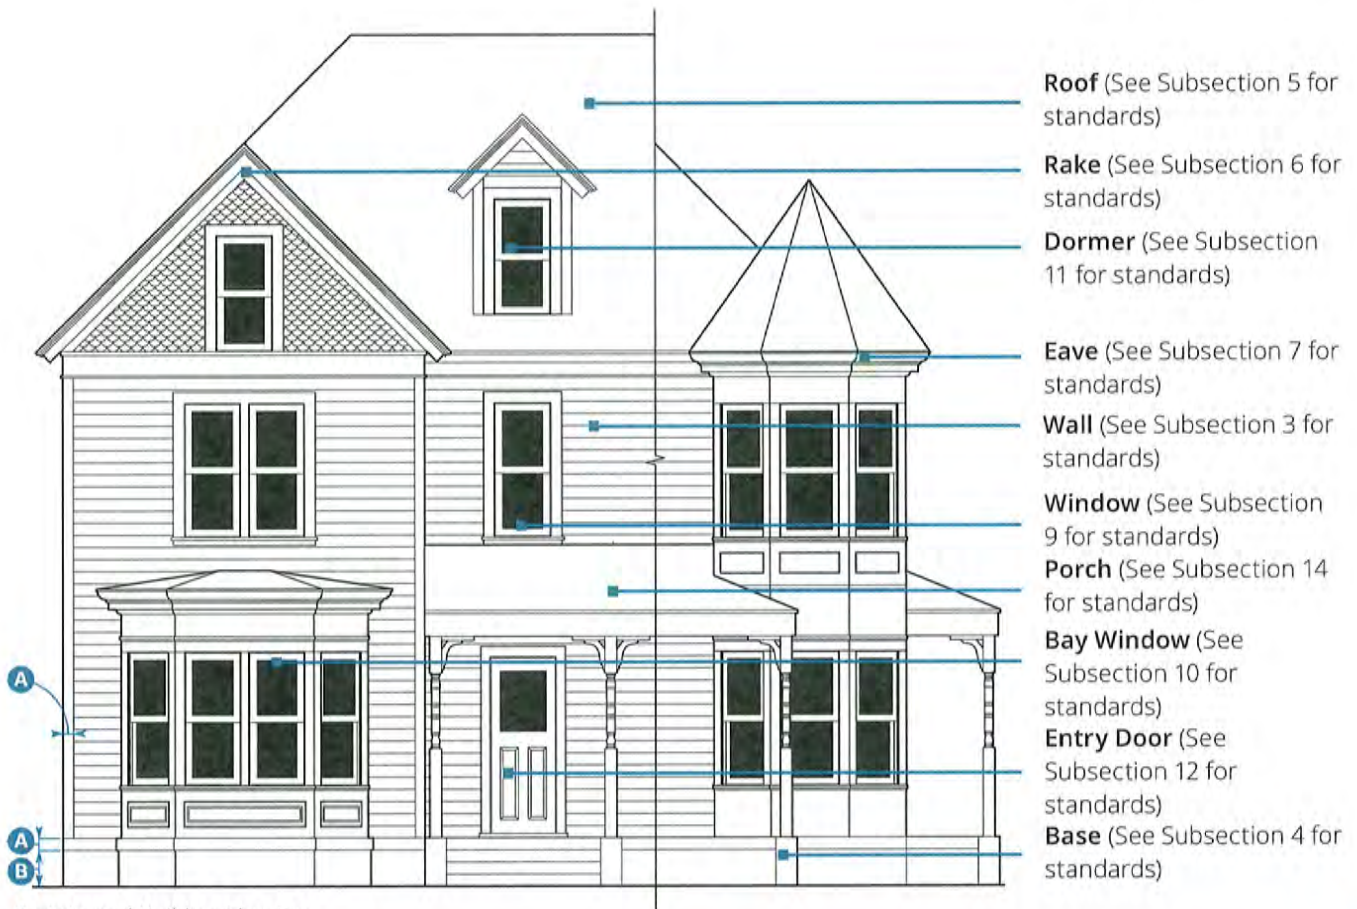 Roof (See Subsection 5 for
standards)
Rake (See Subsection 6 for
standards)
Dormer (See Subsection
11 for standards)
Eave (See Subsection 7 for
standards)
Wall (See Subsection 3 for
standards)
Window (See Subsection
9 for standards)
Porch (See Subsection 14
for standards)
Bay Window (See
Subsection 10 for
standards)
Entry Door (See
Subsection 12 for
standards)
Base (See Subsection 4 for
standards)
A
A
B